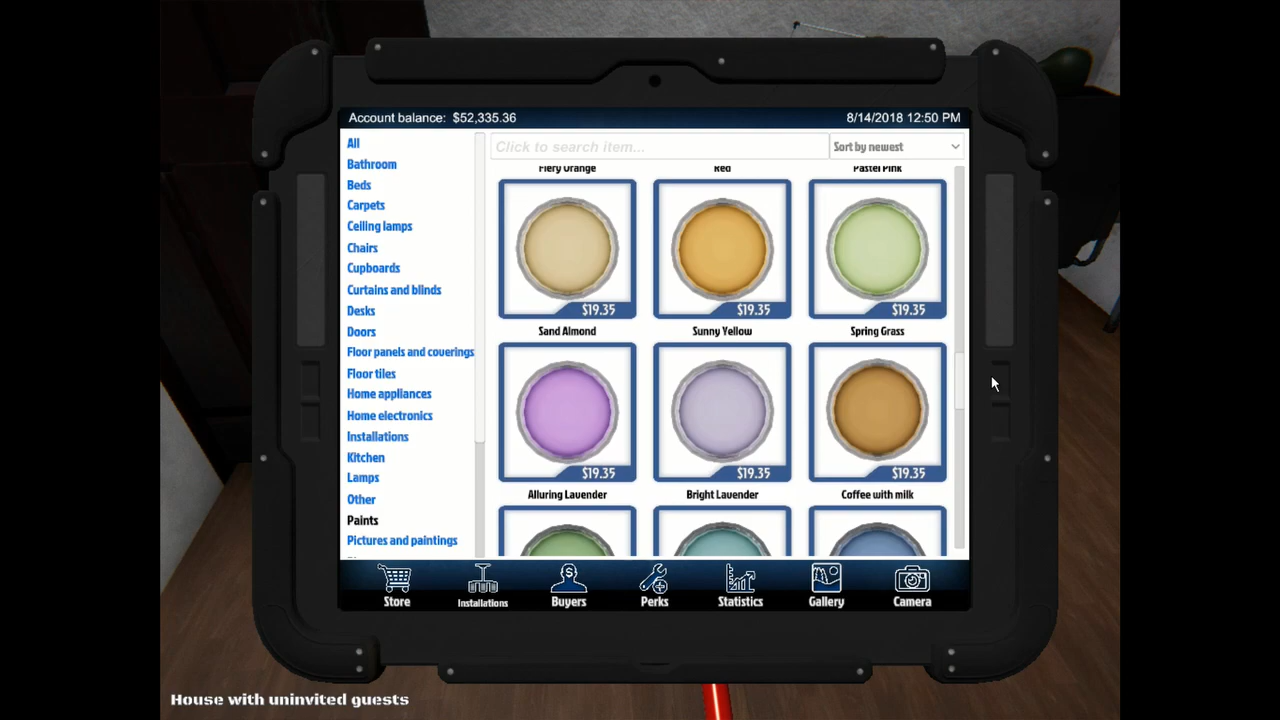 Account balance: $52,335.36
8/14/2018 12:50 PM
All
Bathroom
Beds
Carpets
Ceiling lamps
Chairs
Cupboards
Curtains and blinds
Desks
Doors
Floor panels and coverings
Floor tiles
Home appliances
Home electronics
Installations
Kitchen
Lamps
Other
Paints
Pictures and paintings
Click to search item...
Sort by newest
Fiery Orange
Red
Pastel Pink
$19.35
$19.35
$19.35
Sand Almond
Sunny Yellow
Spring Grass
$19.35
$19.35
$19.35
Alluring Lavender
Bright Lavender
Coffee with milk
Store
Installations
Buyers
Perks
Statistics
Gallery
Camera
House with uninvited guests